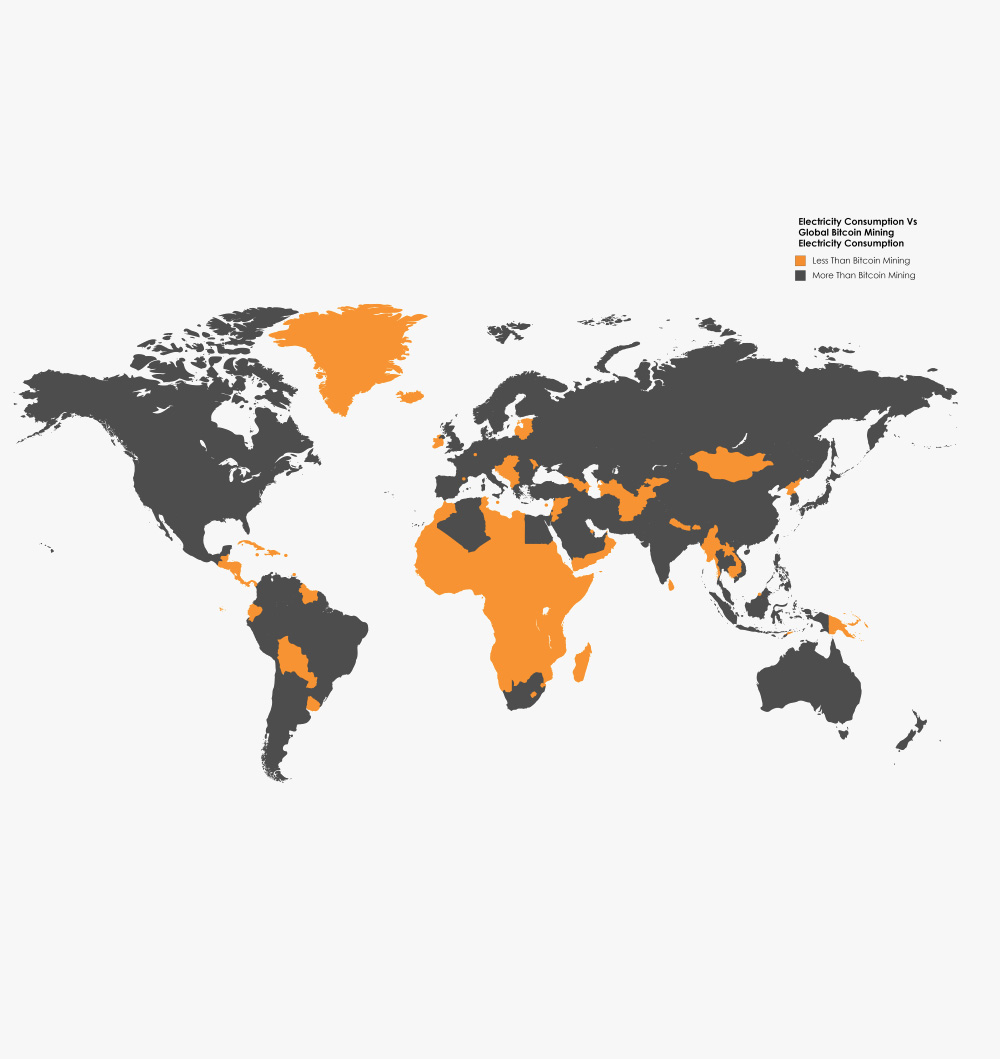 Electricity Consumption Vs
Global Bitcoin Mining
Electricity Consumption
Less Than Bitcoin Mining
More Than Bitcoin Mining